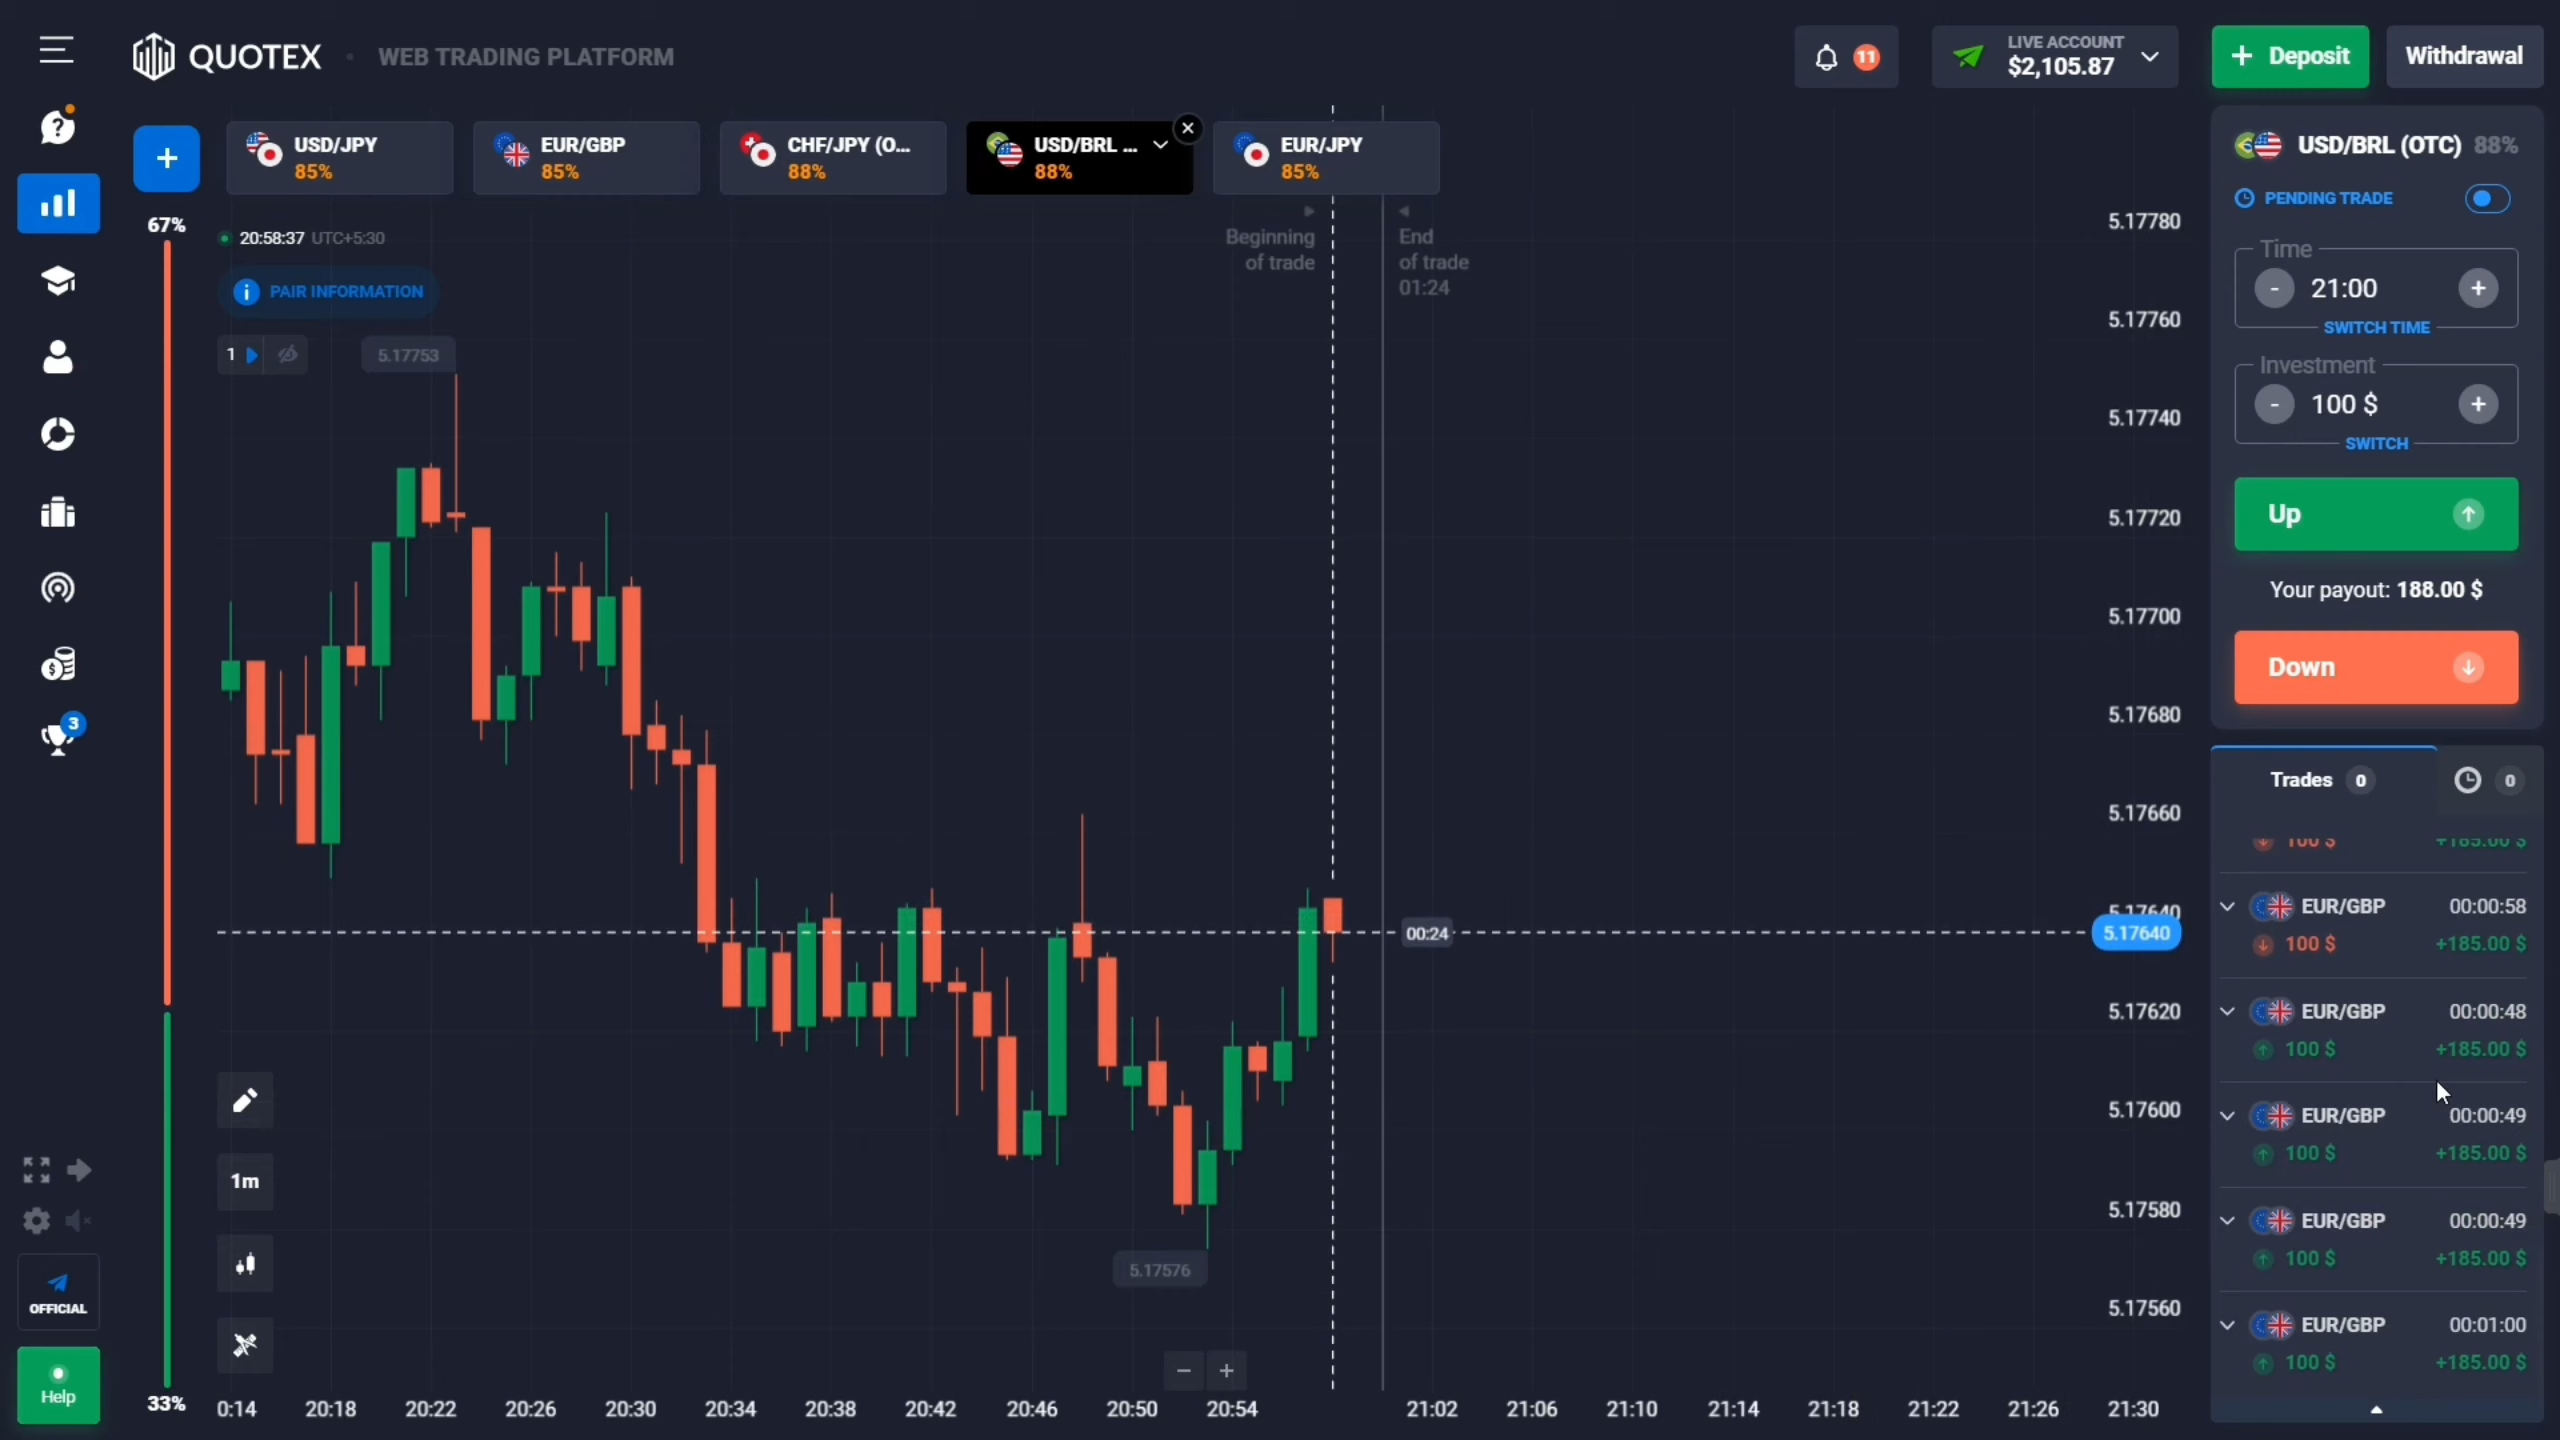 QUOTEX
WEB TRADING PLATFORM
11
LIVE ACCOUNT
$2,105.87
+ Deposit
Withdrawal
+
USD/JPY
85%
EUR/GBP
85%
CHF/JPY (O...
88%
USD/BRL ...
88%
EUR/JPY
85%
67%
20:58:37 UTC+5:30
PAIR INFORMATION
1
5.17753
Beginning
of trade
End
of trade
01:24
5.17780
5.17760
5.17740
5.17720
5.17700
5.17680
5.17660
5.17640
5.17640
5.17620
5.17600
5.17580
5.17560
00:24
5.17576
3
1m
OFFICIAL
Help
33%
0:14
20:18
20:22
20:26
20:30
20:34
20:38
20:42
20:46
20:50
20:54
21:02
21:06
21:10
21:14
21:18
21:22
21:26
21:30
USD/BRL (OTC) 88%
PENDING TRADE
Time
- 21:00 +
SWITCH TIME
Investment
- 100 $ +
SWITCH
Up
Your payout: 188.00 $
Down
Trades 0
0
100 $ +185.00 $
EUR/GBP 00:00:58
100 $ +185.00 $
EUR/GBP 00:00:48
100 $ +185.00 $
EUR/GBP 00:00:49
100 $ +185.00 $
EUR/GBP 00:00:49
100 $ +185.00 $
EUR/GBP 00:01:00
100 $ +185.00 $